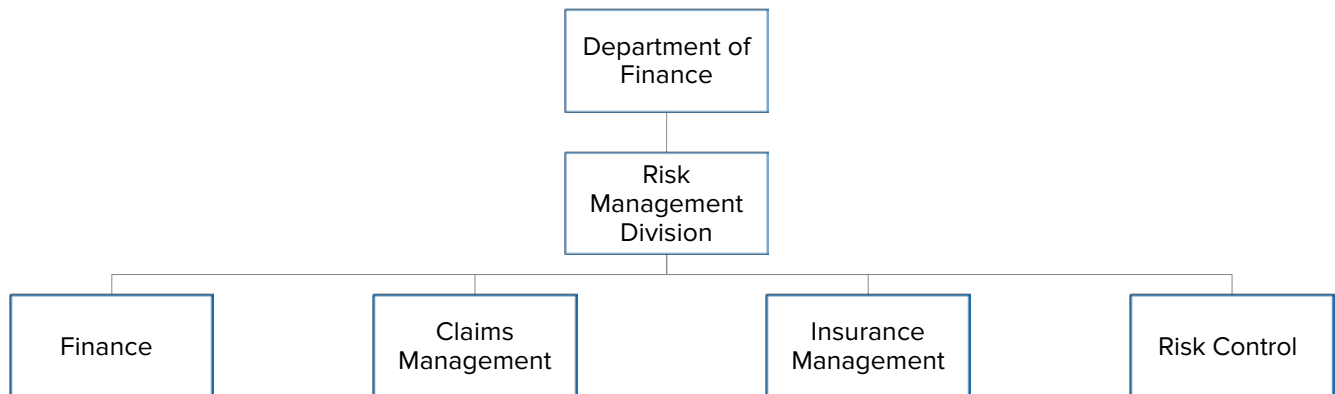 Department of
Finance
Risk
Management
Division
Finance
Claims
Management
Insurance
Management
Risk Control